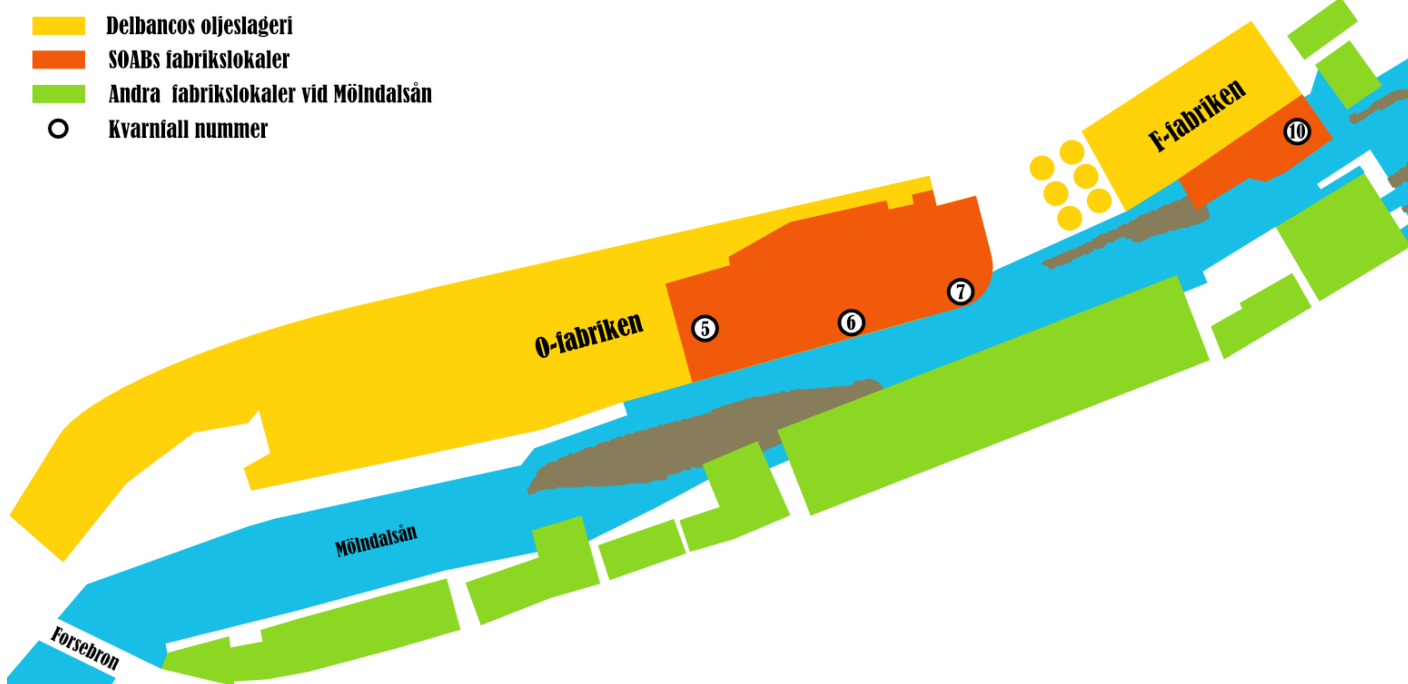 Delbancos oljeslageri
SOABs fabrikslokaler
Andra fabrikslokaler vid Mölndalsån
Kvarnfall nummer
F-fabriken
10
O-fabriken
5
6
7
Mölndalsån
Forsebron